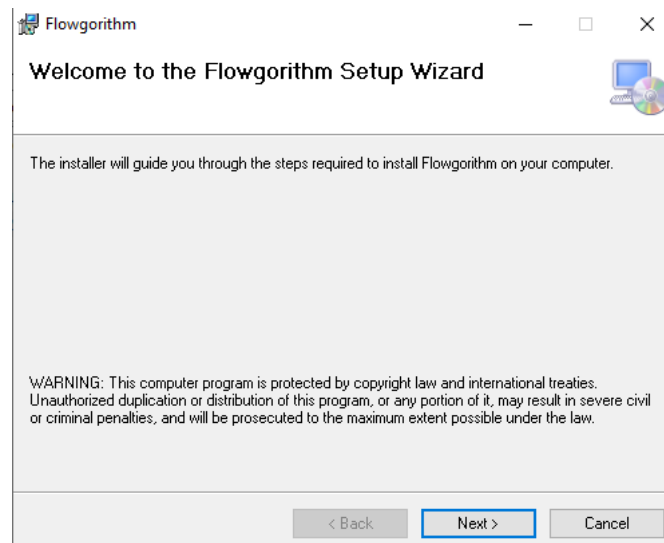 Flowgorithm
Welcome to the Flowgorithm Setup Wizard
The installer will guide you through the steps required to install Flowgorithm on your computer.
WARNING: This computer program is protected by copyright law and international treaties.
Unauthorized duplication or distribution of this program, or any portion of it, may result in severe civil
or criminal penalties, and will be prosecuted to the maximum extent possible under the law.
< Back
Next >
Cancel